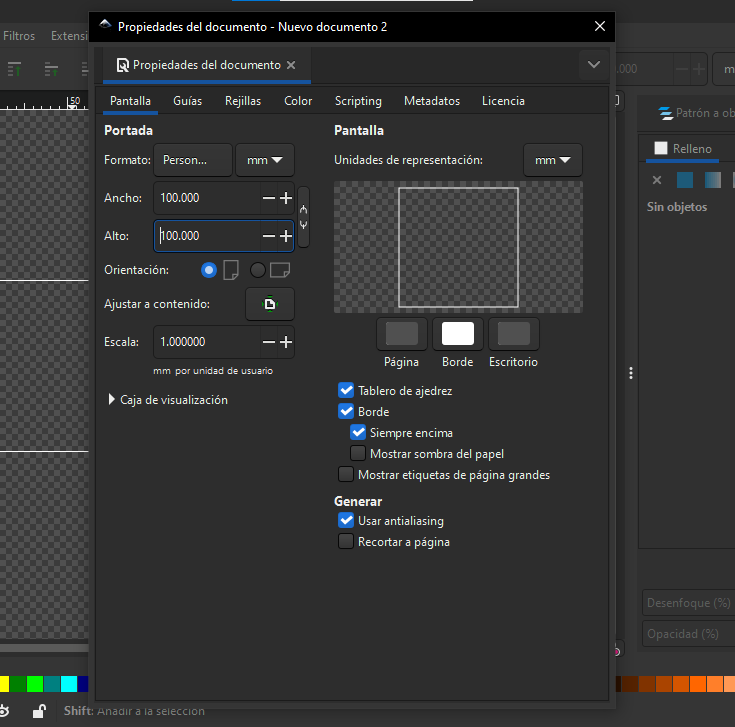 Propiedades del documento - Nuevo documento 2
Filtros
Extensi
Propiedades del documento
.000
m
50
Pantalla Guías Rejillas Color Scripting Metadatos Licencia
Patrón a ob
Portada
Pantalla
Formato: Person... mm
Unidades de representación: mm
Relleno
Ancho: 100.000
Sin objetos
Alto: 100.000
Orientación:
Ajustar a contenido:
Escala: 1.000000
mm por unidad de usuario
Página Borde Escritorio
Caja de visualización
Tablero de ajedrez
Borde
Siempre encima
Mostrar sombra del papel
Mostrar etiquetas de página grandes
Generar
Usar antialiasing
Recortar a página
Desenfoque (%)
Opacidad (%)
Shift: Añadir a la selección